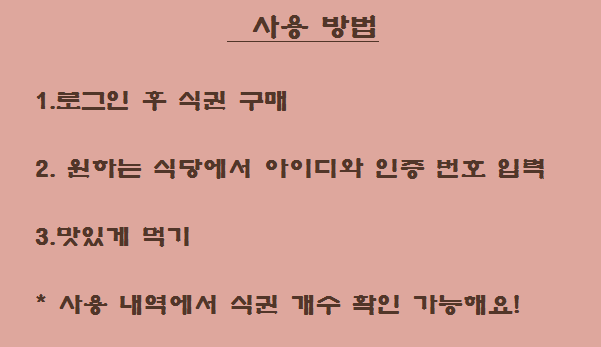 사용 방법
1.로그인 후 식권 구매
2. 원하는 식당에서 아이디와 인증 번호 입력
3.맛있게 먹기
* 사용 내역에서 식권 개수 확인 가능해요!